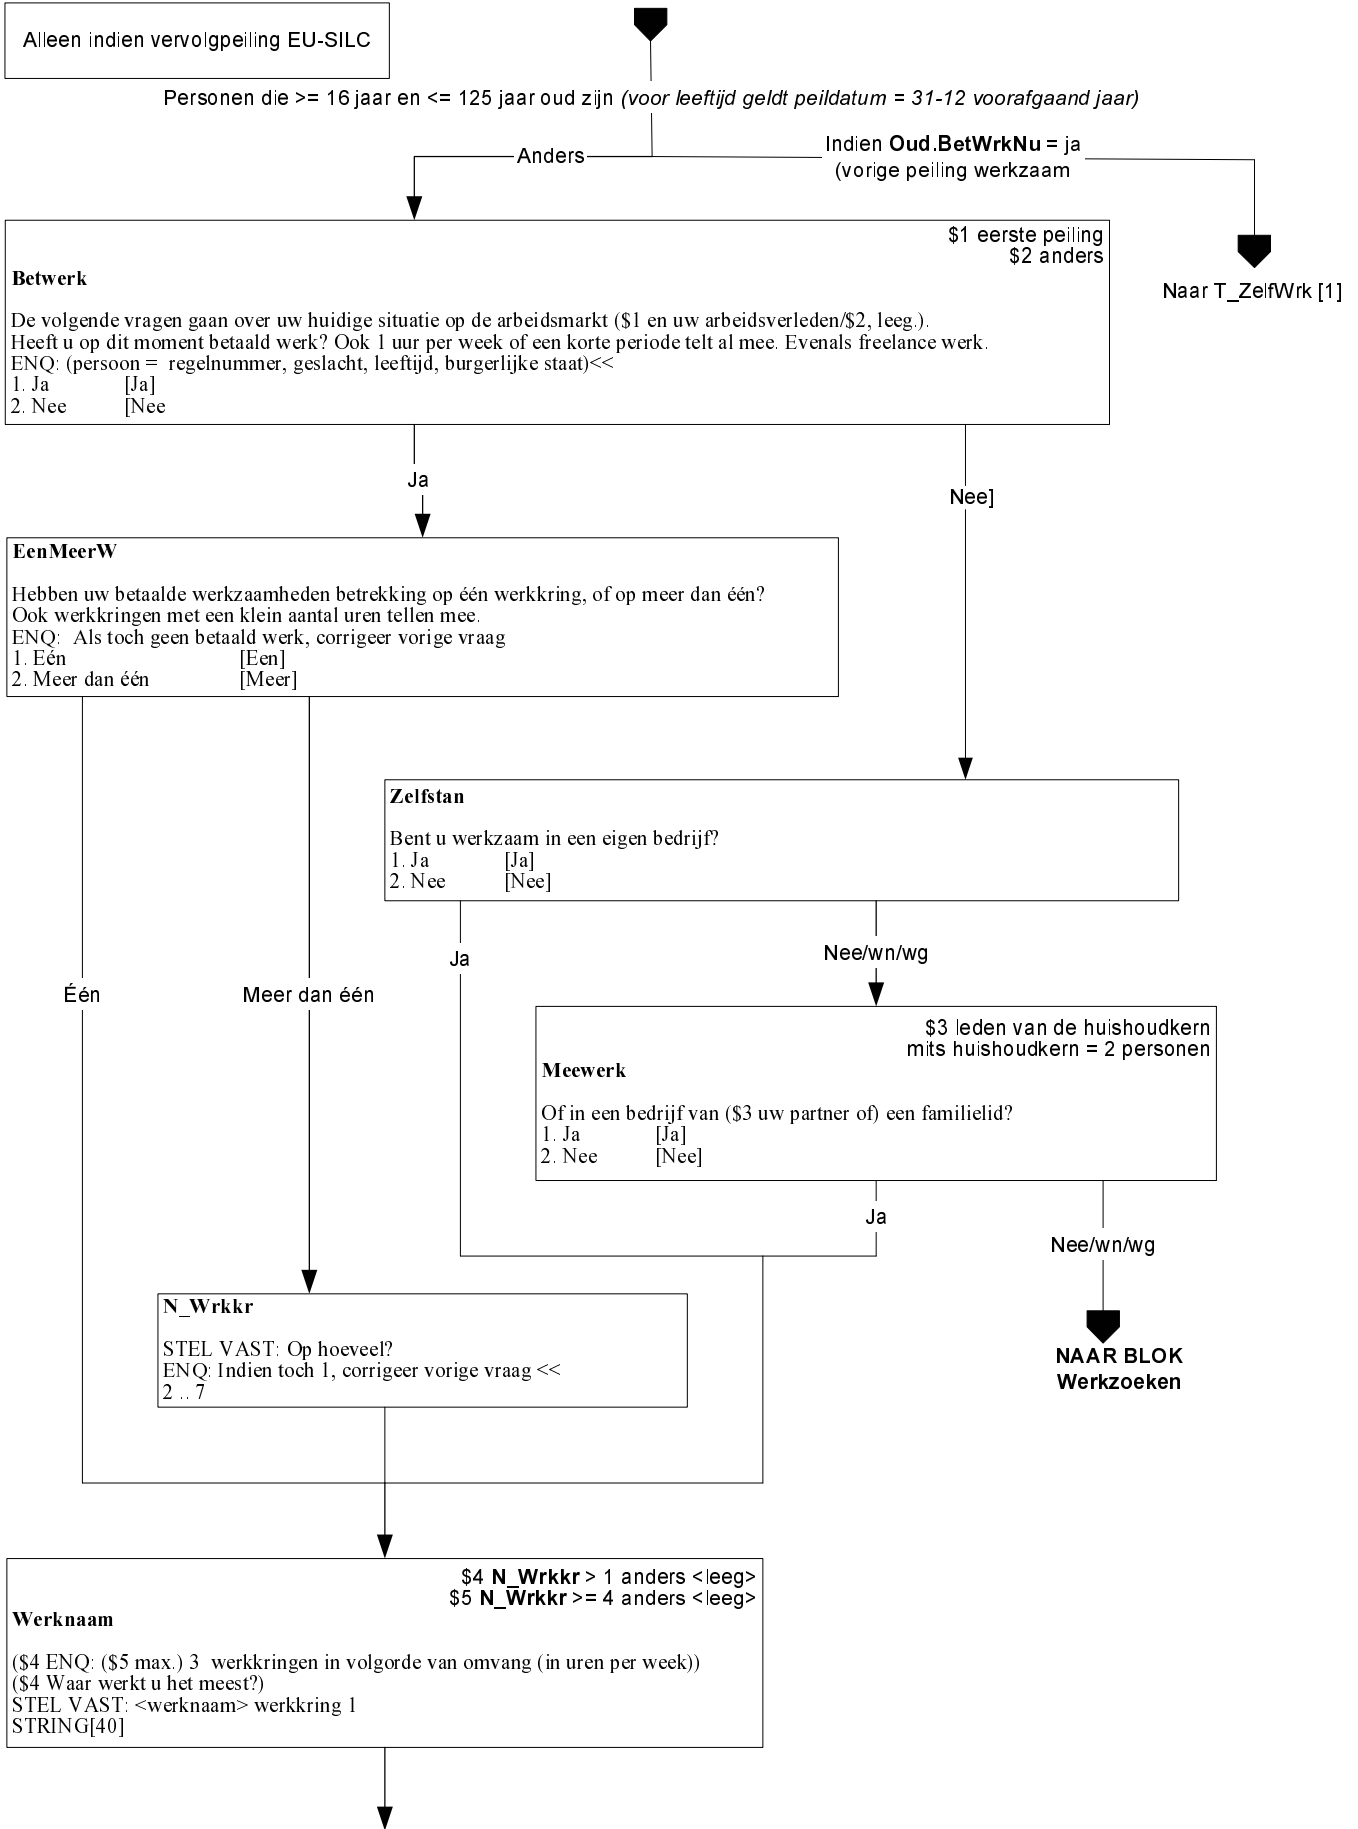 Alleen indien vervolgpeiling EU-SILC
Personen die >= 16 jaar en <= 125 jaar oud zijn (voor leeftijd geldt peildatum = 31-12 voorafgaand jaar)
Anders
Indien Oud.BetWrkNu = ja
(vorige peiling werkzaam
Naar T_ZelfWrk [1]
$1 eerste peiling
$2 anders
Betwerk
De volgende vragen gaan over uw huidige situatie op de arbeidsmarkt ($1 en uw arbeidsverleden/$2, leeg.).
Heeft u op dit moment betaald werk? Ook 1 uur per week of een korte periode telt al mee. Evenals freelance werk.
ENQ: (persoon = regelnummer, geslacht, leeftijd, burgerlijke staat)<<
1. Ja [Ja]
2. Nee [Nee
Ja
Nee]
EenMeerW
Hebben uw betaalde werkzaamheden betrekking op één werkkring, of op meer dan één?
Ook werkkringen met een klein aantal uren tellen mee.
ENQ: Als toch geen betaald werk, corrigeer vorige vraag
1. Eén [Een]
2. Meer dan één [Meer]
Zelfstan
Bent u werkzaam in een eigen bedrijf?
1. Ja [Ja]
2. Nee [Nee]
Ja
Nee/wn/wg
Één
Meer dan één
$3 leden van de huishoudkern
mits huishoudkern = 2 personen
Meewerk
Of in een bedrijf van ($3 uw partner of) een familielid?
1. Ja [Ja]
2. Nee [Nee]
Ja
Nee/wn/wg
NAAR BLOK
Werkzoeken
N_Wrkkr
STEL VAST: Op hoeveel?
ENQ: Indien toch 1, corrigeer vorige vraag <<
2 .. 7
$4 N_Wrkkr > 1 anders <leeg>
$5 N_Wrkkr >= 4 anders <leeg>
Werknaam
($4 ENQ: ($5 max.) 3 werkkringen in volgorde van omvang (in uren per week))
($4 Waar werkt u het meest?)
STEL VAST: <werknaam> werkkring 1
STRING[40]